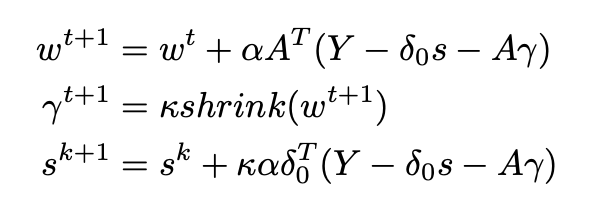 w^{t+1} = w^t + αA^T(Y − δ_0s − Aγ)
γ^{t+1} = κshrink(w^{t+1})
s^{k+1} = s^k + καδ_0^T(Y − δ_0s − Aγ)